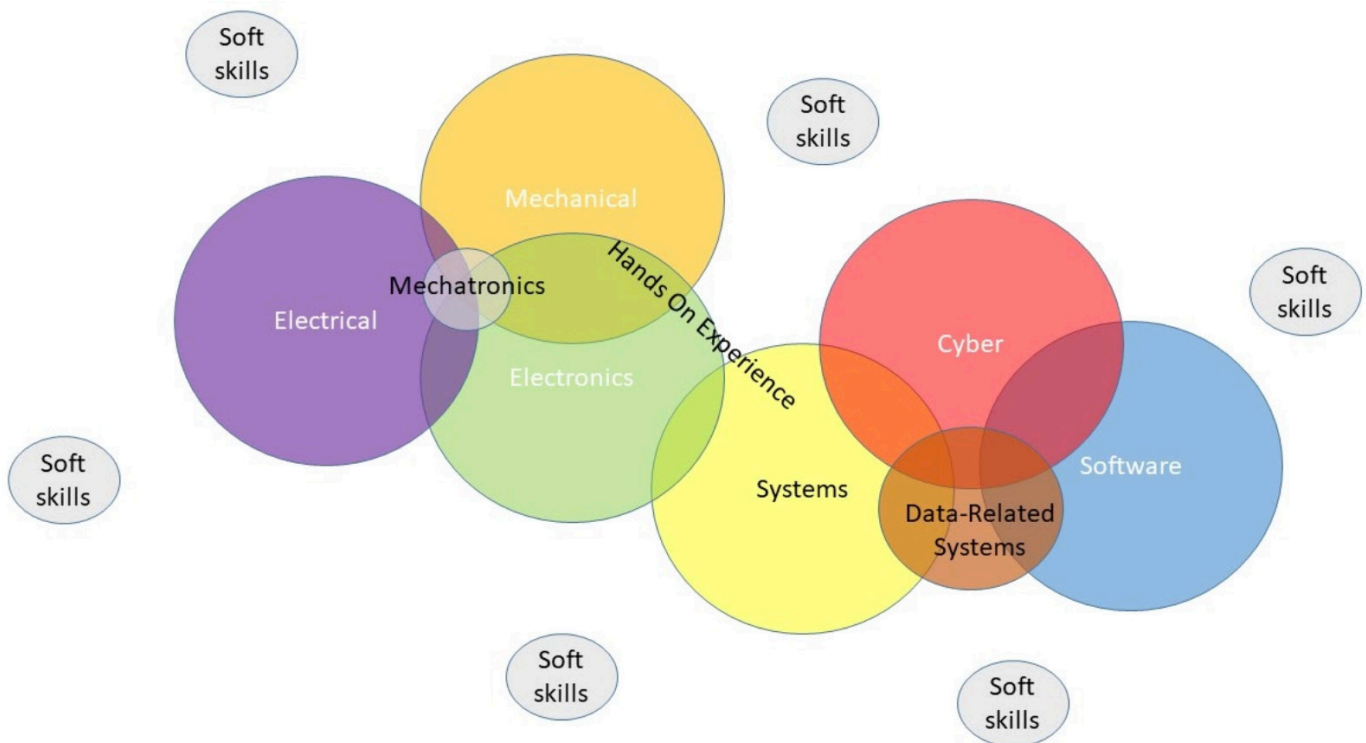 Soft
skills
Soft
skills
Mechanical
Hands On Experience
Mechatronics
Electrical
Electronics
Cyber
Soft
skills
Software
Systems
Data-Related
Systems
Soft
skills
Soft
skills
Soft
skills